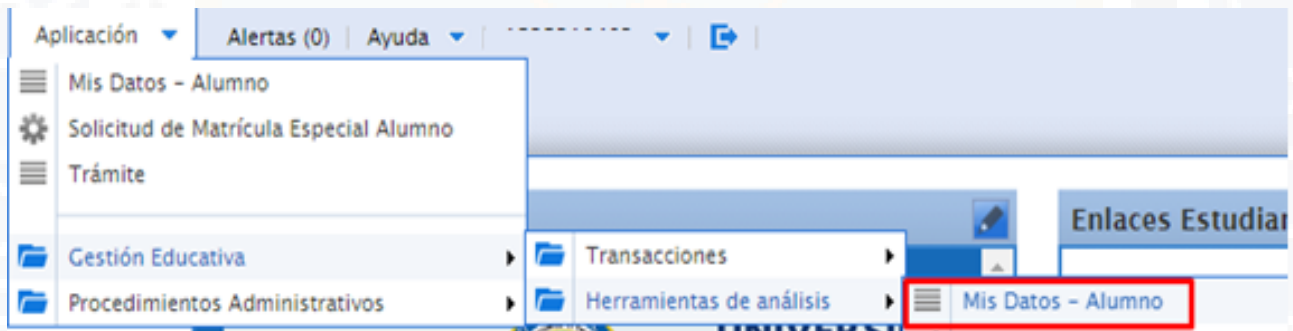 Aplicación Alertas (0) Ayuda
Mis Datos - Alumno
Solicitud de Matrícula Especial Alumno
Trámite
Enlaces Estudian
Gestión Educativa Transacciones
Procedimientos Administrativos Herramientas de análisis Mis Datos - Alumno